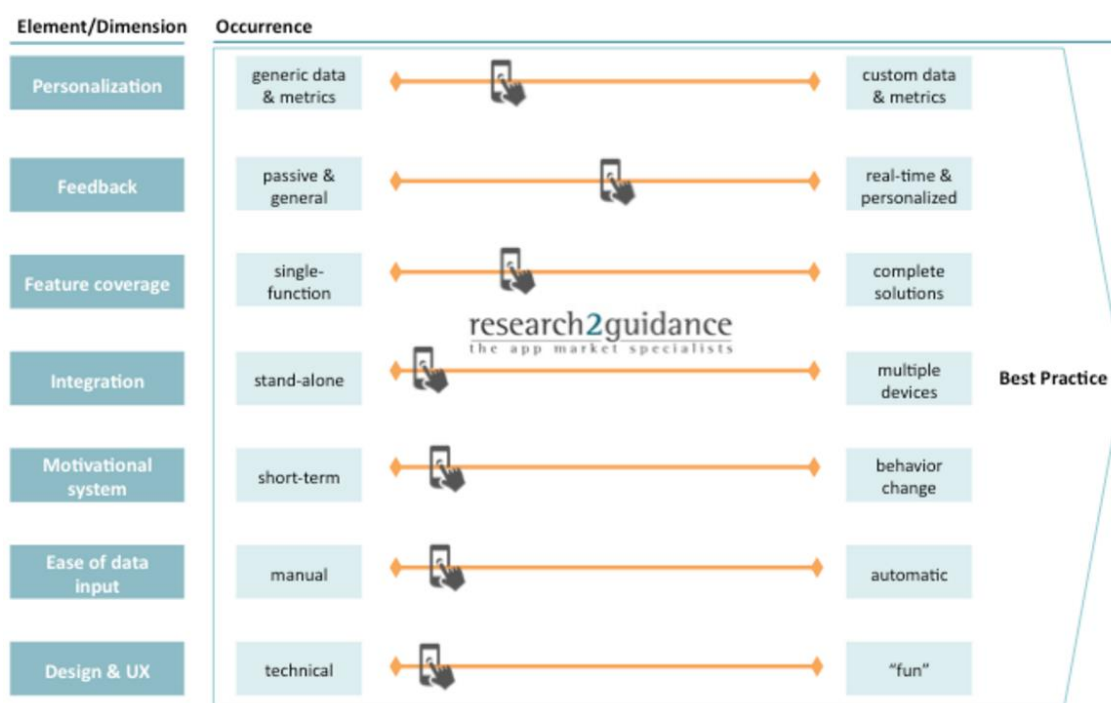 Element/Dimension
Occurrence
Personalization
generic data
& metrics
custom data
& metrics
Feedback
passive &
general
real-time &
personalized
Feature coverage
single-
function
complete
solutions
research2guidance
the app market specialists
Integration
stand-alone
multiple
devices
Best Practice
Motivational
system
short-term
behavior
change
Ease of data
input
manual
automatic
Design & UX
technical
“fun”